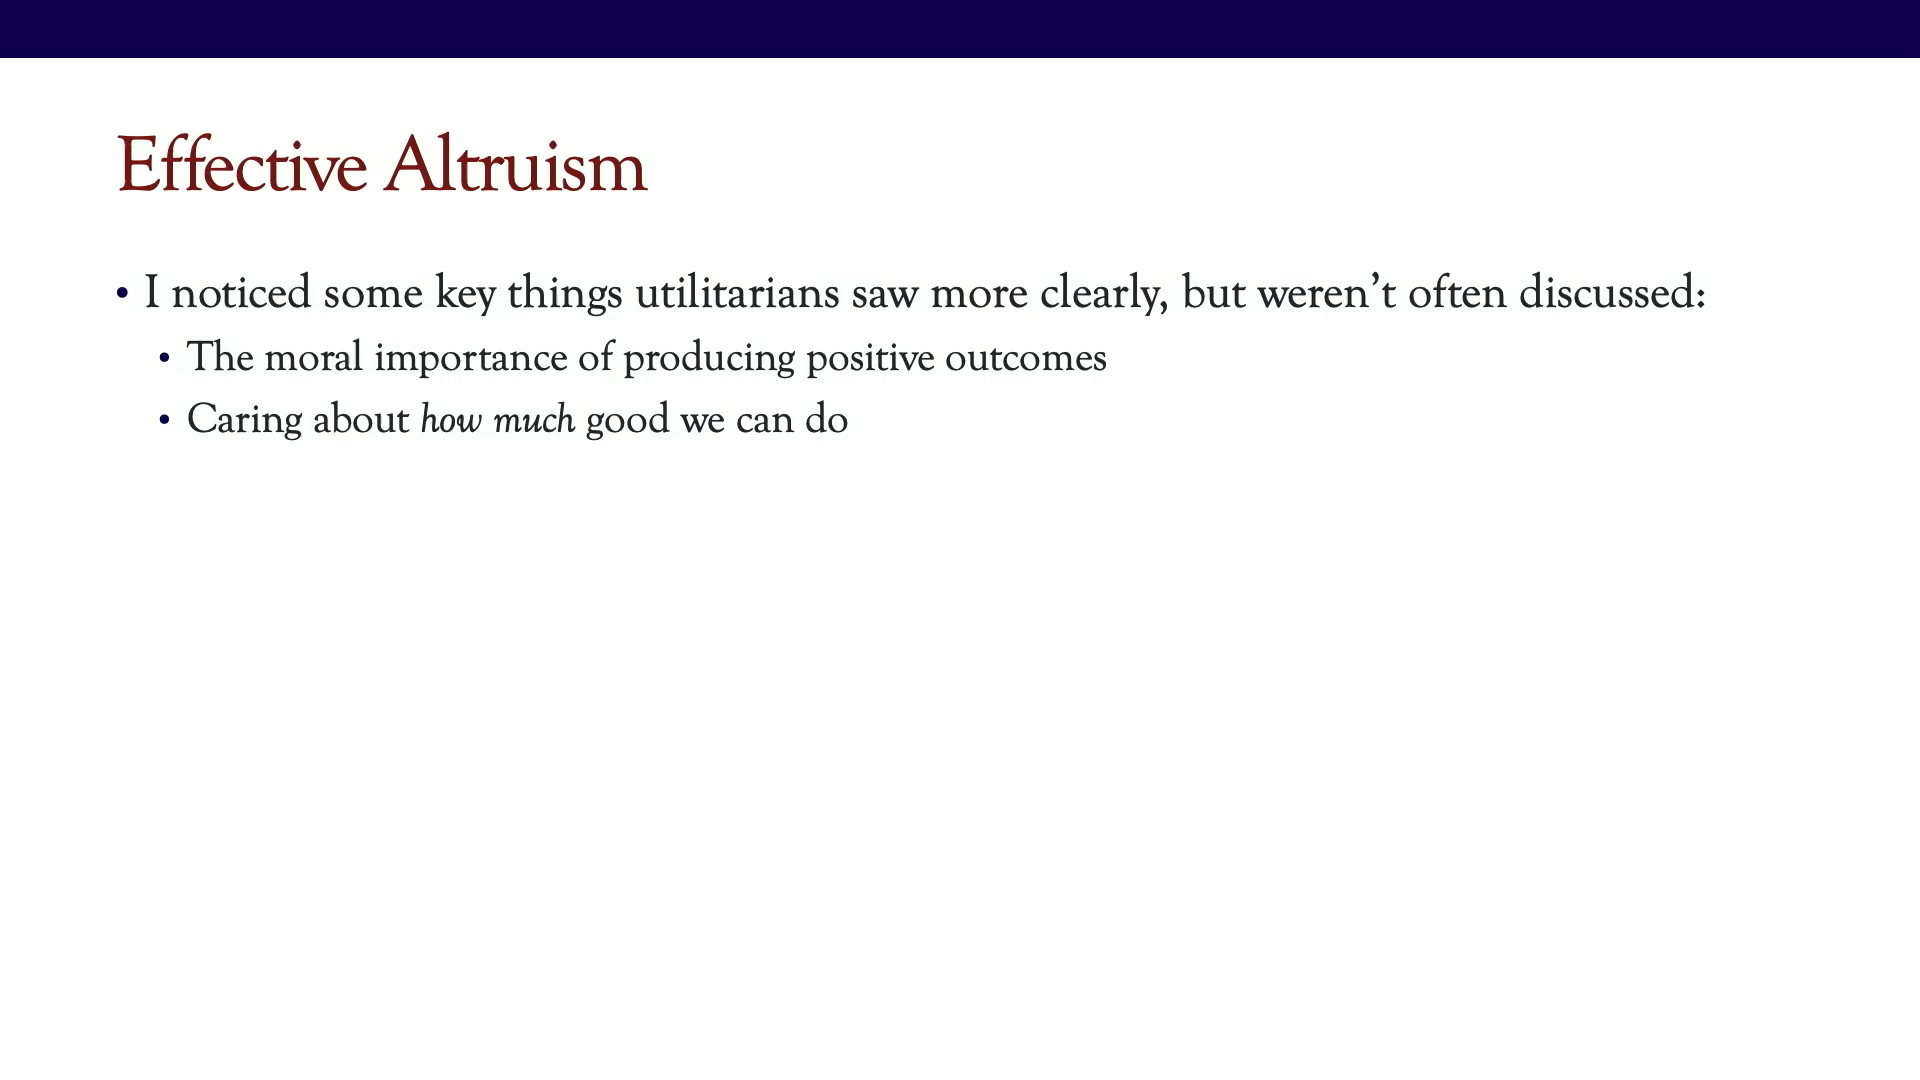 Effective Altruism
• I noticed some key things utilitarians saw more clearly, but weren’t often discussed:
• The moral importance of producing positive outcomes
• Caring about how much good we can do